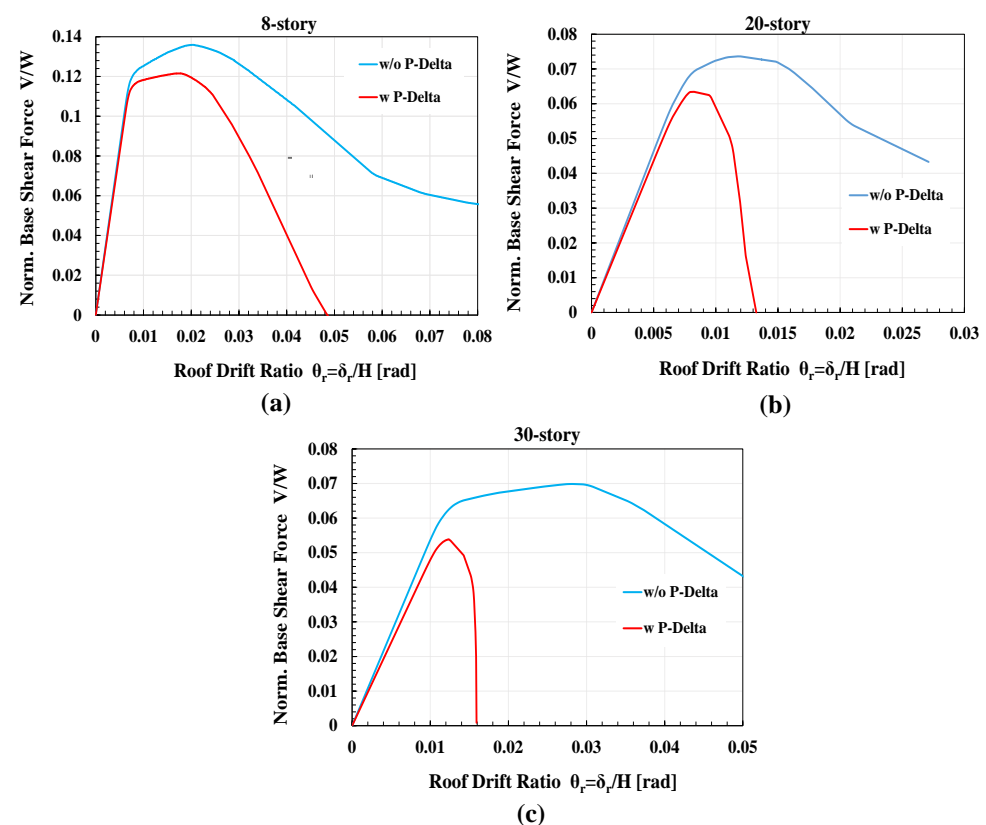 8-story
Norm. Base Shear Force V/W
0.14
0.12
0.1
0.08
0.06
0.04
0.02
0
w/o P-Delta
w P-Delta
0 0.01 0.02 0.03 0.04 0.05 0.06 0.07 0.08
Roof Drift Ratio θr=δr/H [rad]
(a)
20-story
Norm. Base Shear Force V/W
0.08
0.07
0.06
0.05
0.04
0.03
0.02
0.01
0
w/o P-Delta
w P-Delta
0 0.005 0.01 0.015 0.02 0.025 0.03
Roof Drift Ratio θr=δr/H [rad]
(b)
30-story
Norm. Base Shear Force V/W
0.08
0.07
0.06
0.05
0.04
0.03
0.02
0.01
0
w/o P-Delta
w P-Delta
0 0.01 0.02 0.03 0.04 0.05
Roof Drift Ratio θr=δr/H [rad]
(c)